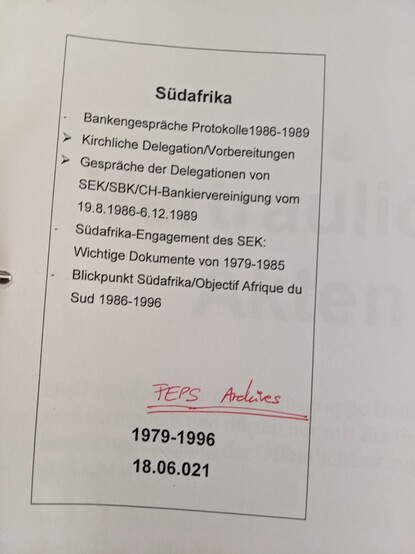 Südafrika
- Bankengespräche Protokolle1986-1989
➢ Kirchliche Delegation/Vorbereitungen
➢ Gespräche der Delegationen von
SEK/SBK/CH-Bankiervereinigung vom
19.8.1986-6.12.1989
- Südafrika-Engagement des SEK:
Wichtige Dokumente von 1979-1985
- Blickpunkt Südafrika/Objectif Afrique du
Sud 1986-1996
FEPS Archives
1979-1996
18.06.021
Akten